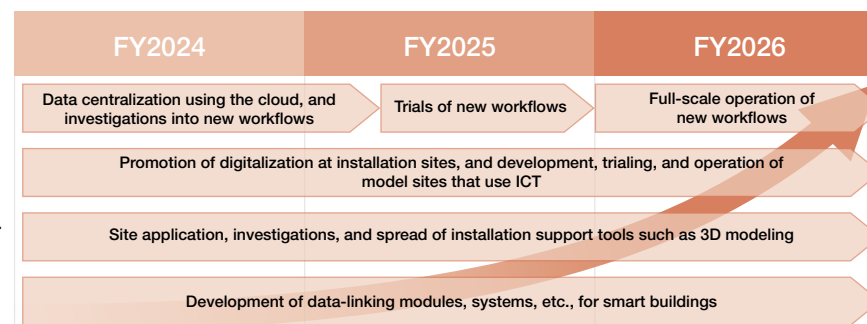 FY2024
FY2025
FY2026
Data centralization using the cloud, and
investigations into new workflows
Trials of new workflows
Full-scale operation of
new workflows
Promotion of digitalization at installation sites, and development, trialing, and operation of
model sites that use ICT
Site application, investigations, and spread of installation support tools such as 3D modeling
Development of data-linking modules, systems, etc., for smart buildings